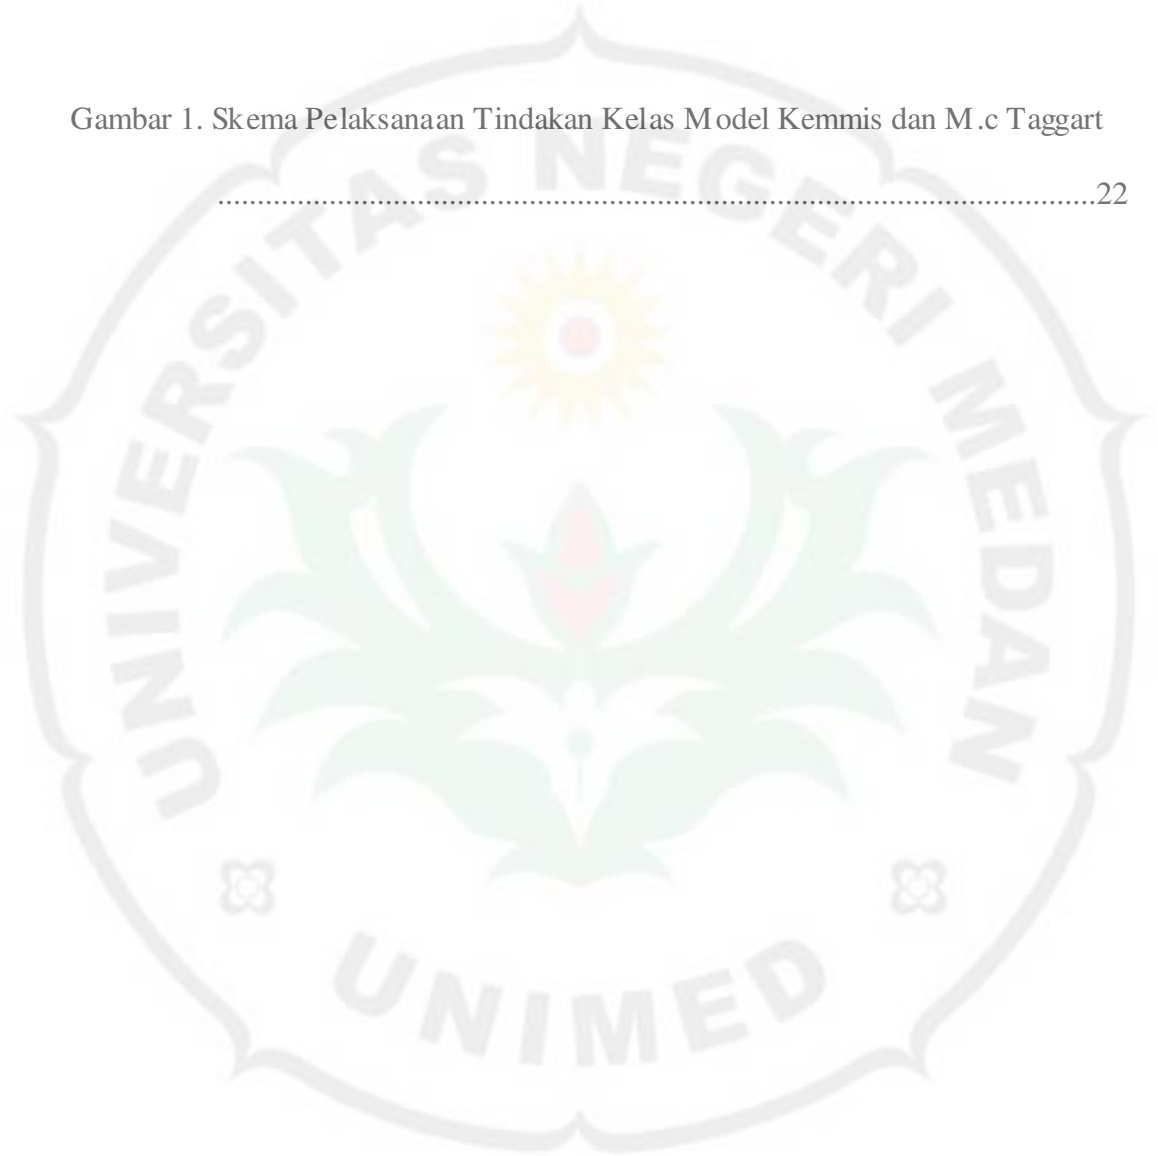 Gambar 1. Skema Pelaksanaan Tindakan Kelas Model Kemmis dan M.c Taggart
..............................................................................................................22
UNIVERSITAS NEGERI MEDAN
UNIMED